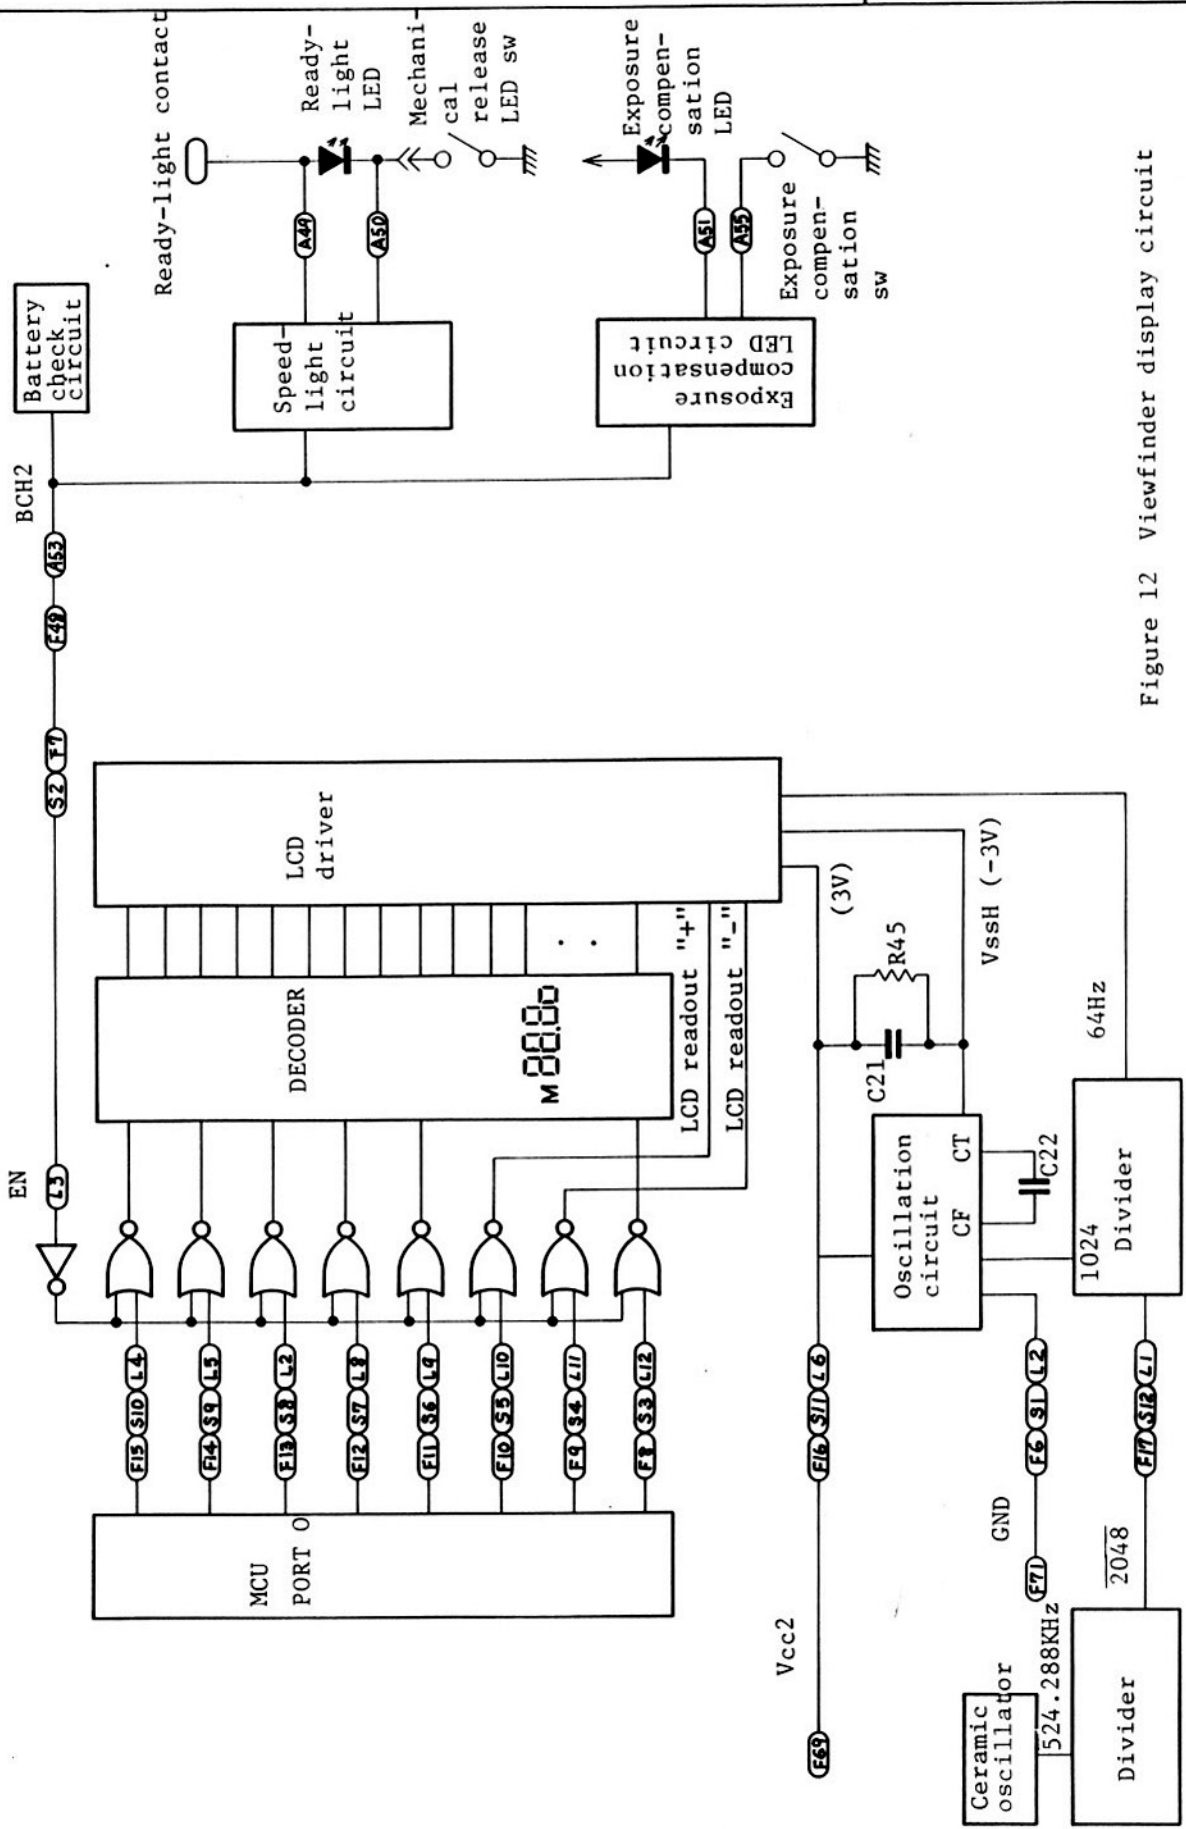 Battery
check
circuit
BCH2
A53
F49
F7
S2
EN
L3
Ready-light contact
Ready-
light
LED
Mechani-
cal
release
LED sw
A49
A50
Speed-
light
circuit
Exposure
compen-
sation
LED
A51
A55
Exposure
compen-
sation
sw
Exposure
compensation
LED circuit
LCD
driver
DECODER
M 88.8o
LCD readout "+"
LCD readout "-"
MCU
PORT O
F15 S10 L4
F14 S9 L5
F13 S8 L2
F12 S7 L8
F11 S6 L9
F10 S5 L10
F9 S4 L11
F8 S3 L12
Vcc2
F69
F16 S11 L6
(3V)
R45
C21
VssH (-3V)
Oscillation
circuit
CF CT
C22
GND
F71
F6 S1 L2
64Hz
1024
Divider
F17 S12 L1
2048
Ceramic
oscillator
524.288KHz
Divider
Figure 12 Viewfinder display circuit